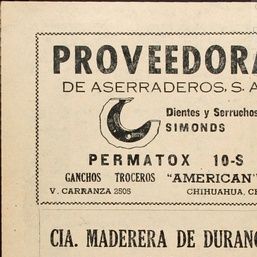 PROVEEDORA
DE ASERRADEROS, S. A
Dientes y Serruchos
SIMONDS
PERMATOX 10-S
GANCHOS TROCEROS "AMERICAN"
V. CARRANZA 2505 CHIHUAHUA, CH
CIA. MADERERA DE DURANG